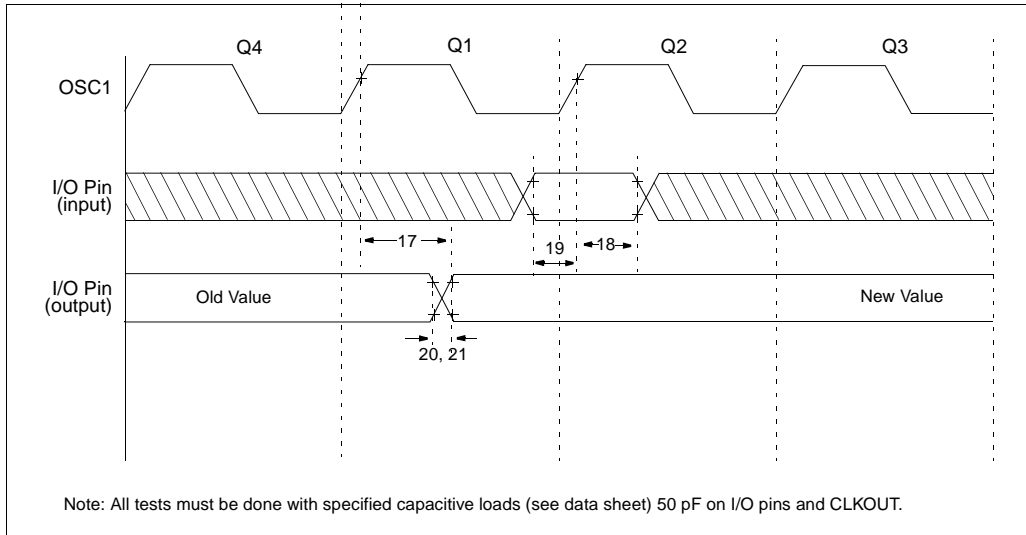 Q4 Q1 Q2 Q3
OSC1
I/O Pin
(input)
17 19 18
I/O Pin
(output)
Old Value New Value
20, 21
Note: All tests must be done with specified capacitive loads (see data sheet) 50 pF on I/O pins and CLKOUT.